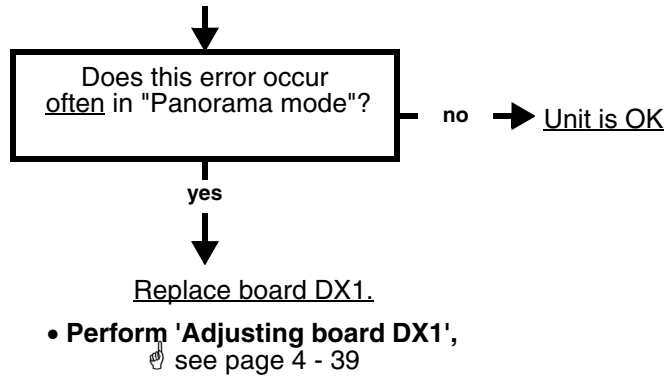 Does this error occur
often in "Panorama mode"?
no
Unit is OK
yes
Replace board DX1.
• Perform 'Adjusting board DX1',
☝ see page 4 - 39